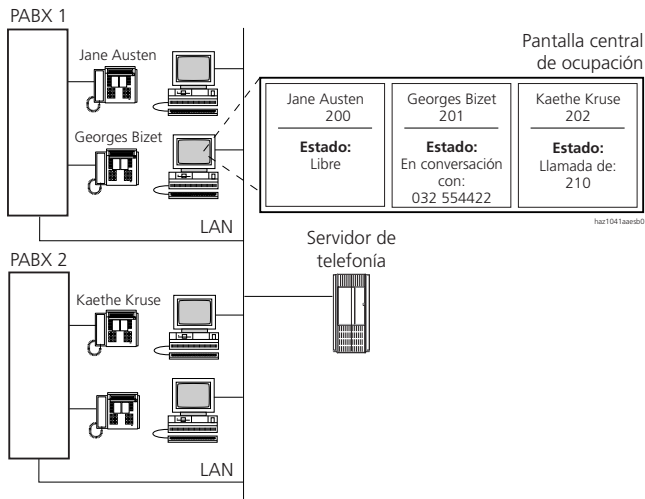 PABX 1
Jane Austen
Georges Bizet
LAN
Pantalla central
de ocupación
Jane Austen
200
Estado:
Libre
Georges Bizet
201
Estado:
En conversación
con:
032 554422
Kaethe Kruse
202
Estado:
Llamada de:
210
haz1041aaesb0
Servidor de
telefonía
PABX 2
Kaethe Kruse
LAN